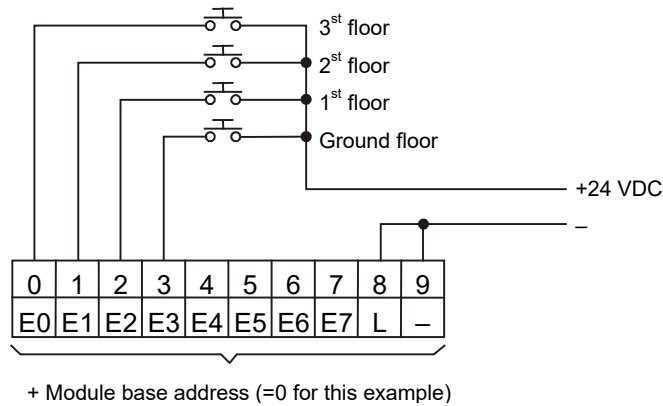 3st floor
2st floor
1st floor
Ground floor
+24 VDC
–
0 1 2 3 4 5 6 7 8 9
E0 E1 E2 E3 E4 E5 E6 E7 L –
+ Module base address (=0 for this example)